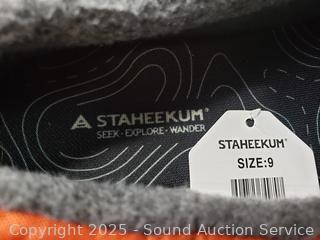 STAHEEKUM®
SEEK · EXPLORE · WANDER
STAHEEKUM®
SIZE:9
Copyright 2025 - Sound Auction Service